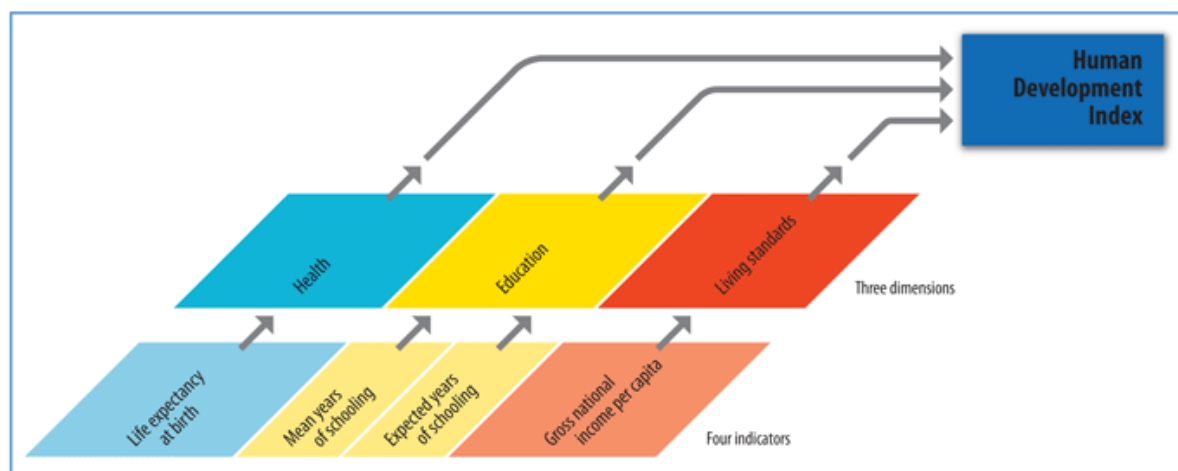 Human
Development
Index
Health
Education
Living standards
Three dimensions
Life expectancy
at birth
Mean years
of schooling
Expected years
of schooling
Gross national
income per capita
Four indicators